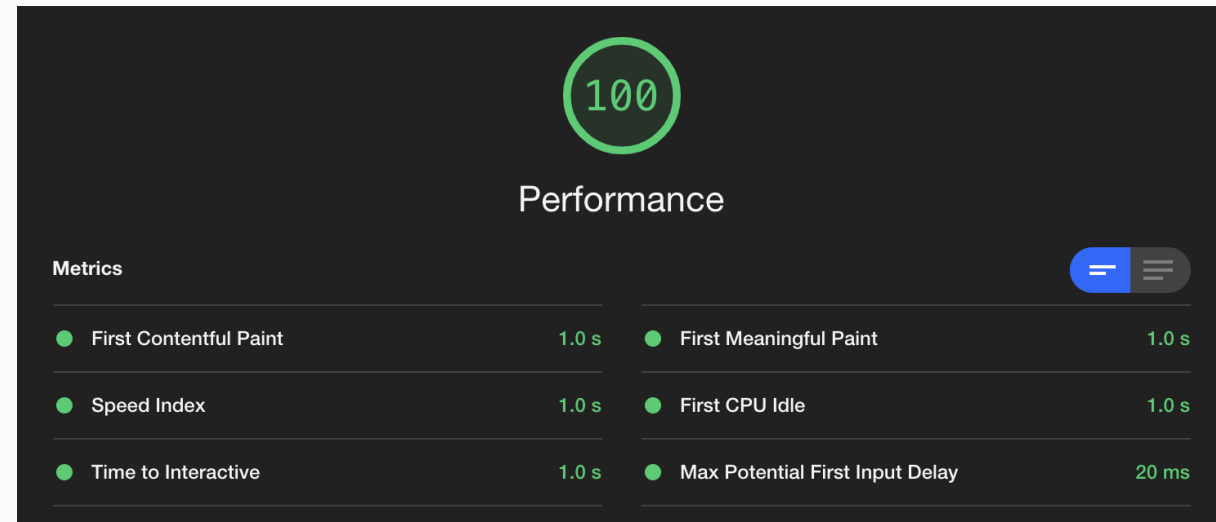 100
Performance
Metrics
First Contentful Paint 1.0 s
First Meaningful Paint 1.0 s
Speed Index 1.0 s
First CPU Idle 1.0 s
Time to Interactive 1.0 s
Max Potential First Input Delay 20 ms